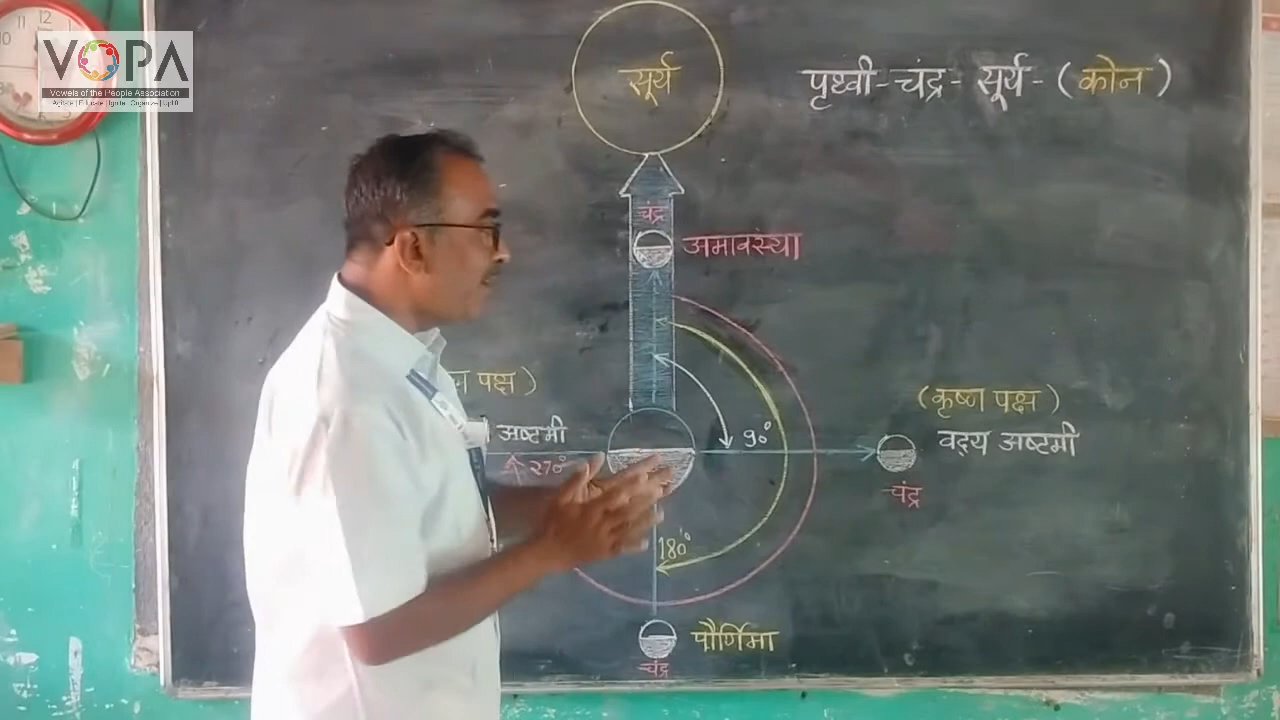 VOPA
Vowels of the People Association
सूर्य
पृथ्वी-चंद्र-सूर्य-(कोन)
चंद्र
अमावस्या
पक्ष)
(कृष्ण पक्ष)
अष्टमी
90°
वद्य अष्टमी
270°
चंद्र
180°
पौर्णिमा
चंद्र